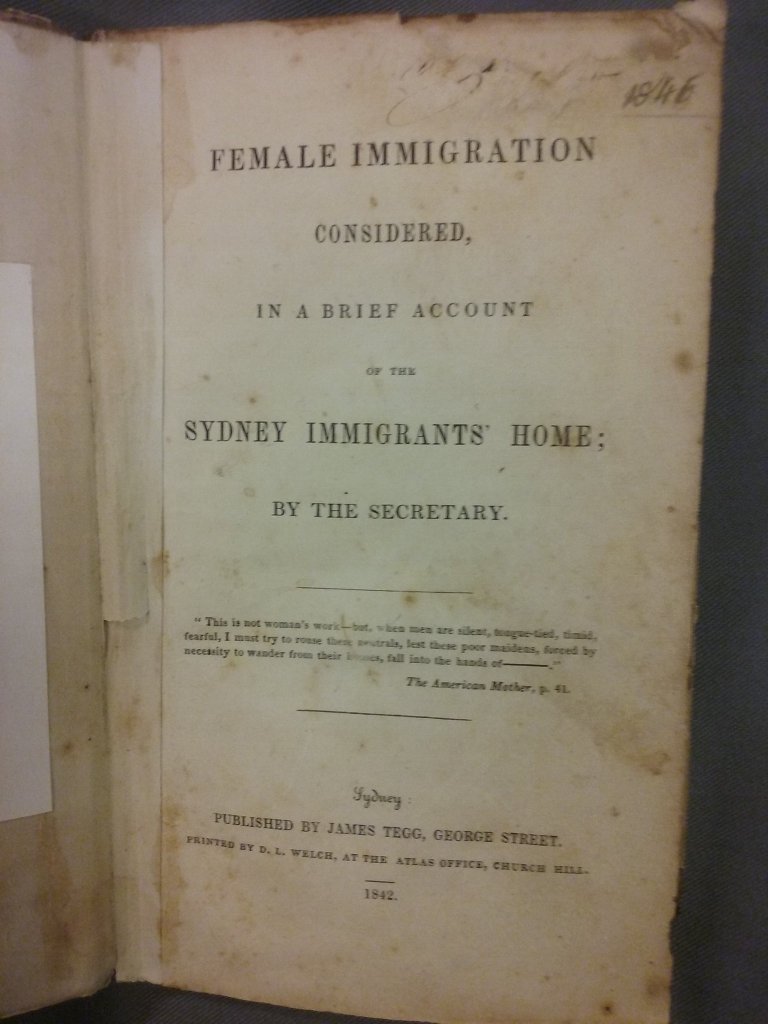 1846
FEMALE IMMIGRATION
CONSIDERED,
IN A BRIEF ACCOUNT
OF THE
SYDNEY IMMIGRANTS' HOME;
BY THE SECRETARY.
" This is not woman's work—but, when men are silent, tongue-tied, timid,
fearful, I must try to rouse these neutrals, lest these poor maidens, forced by
necessity to wander from their homes, fall into the hands of———."
The American Mother, p. 41.
Sydney:
PUBLISHED BY JAMES TEGG, GEORGE STREET.
PRINTED BY D. L. WELCH, AT THE ATLAS OFFICE, CHURCH HILL.
1842.